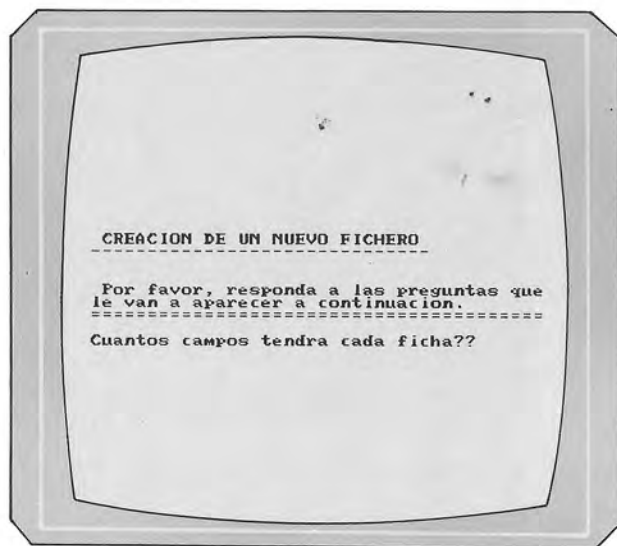 CREACION DE UN NUEVO FICHERO
----------------------------
Por favor, responda a las preguntas que
le van a aparecer a continuacion.
=======================================
Cuantos campos tendra cada ficha??